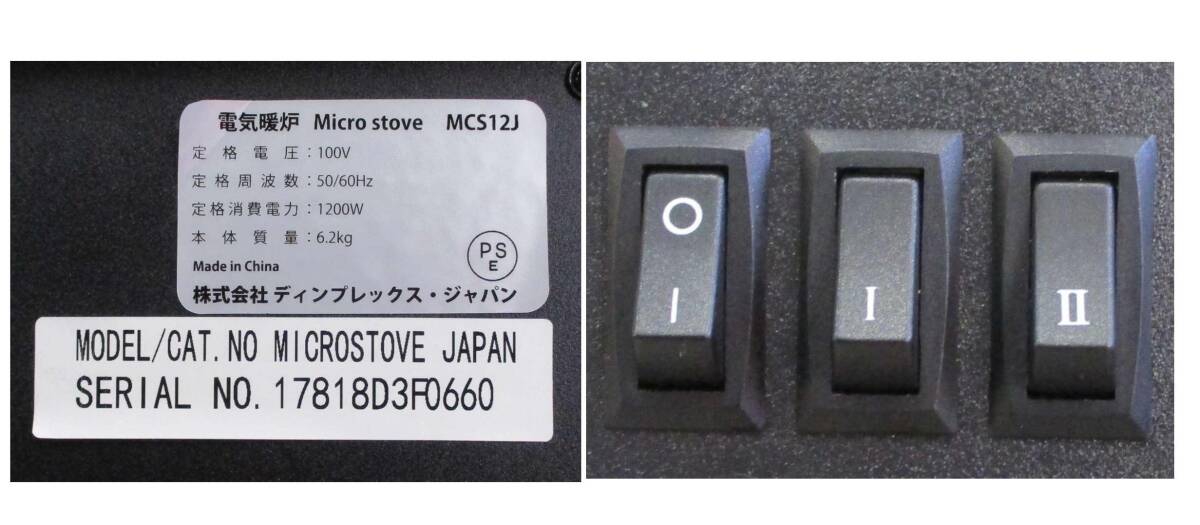 電気暖炉 Micro stove MCS12J
定格電圧：100V
定格周波数：50/60Hz
定格消費電力：1200W
本体質量：6.2kg
Made in China
PS
E
株式会社 ディンプレックス・ジャパン
MODEL/CAT.NO MICROSTOVE JAPAN
SERIAL NO.17818D3F0660
O
I
I
II